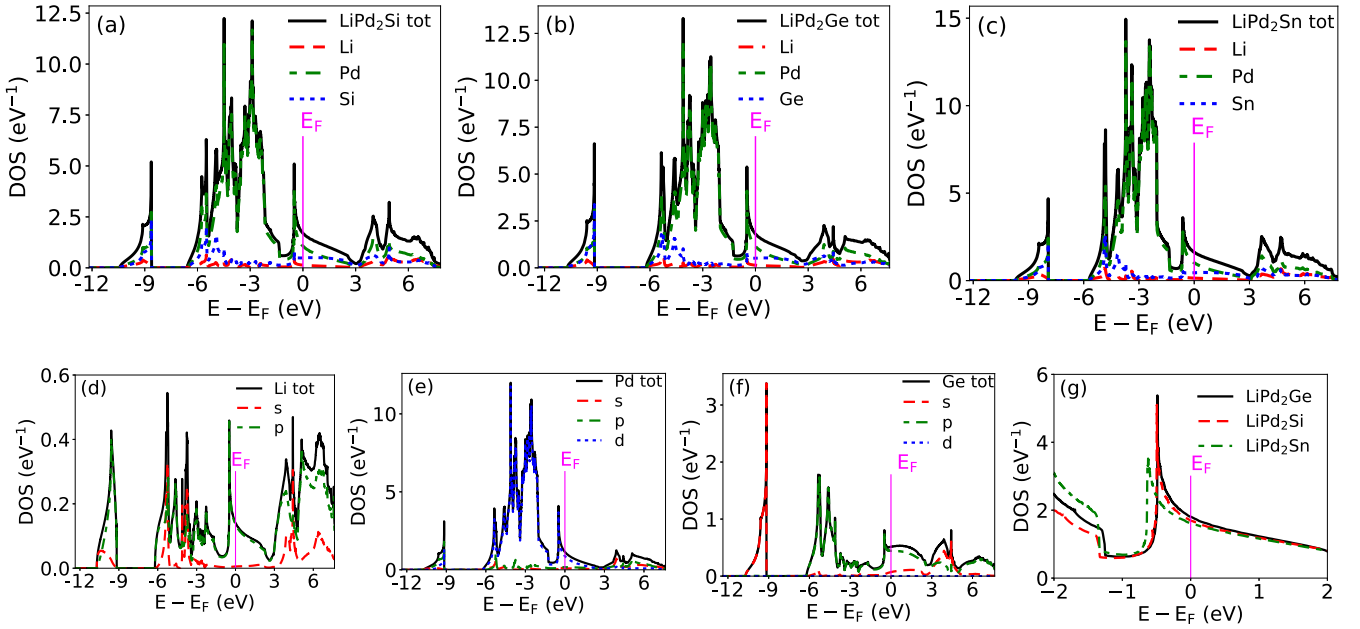 (a)
LiPd₂Si tot
Li
Pd
Si
E_F
DOS (eV⁻¹)
12.5
10.0
7.5
5.0
2.5
0.0
-12 -9 -6 -3 0 3 6
E − E_F (eV)
(b)
LiPd₂Ge tot
Li
Pd
Ge
E_F
DOS (eV⁻¹)
12.5
10.0
7.5
5.0
2.5
0.0
-12 -9 -6 -3 0 3 6
E − E_F (eV)
(c)
LiPd₂Sn tot
Li
Pd
Sn
E_F
DOS (eV⁻¹)
15
10
5
0
-12 -9 -6 -3 0 3 6
E − E_F (eV)
(d)
Li tot
s
p
E_F
DOS (eV⁻¹)
0.6
0.4
0.2
0.0
-12 -9 -6 -3 0 3 6
E − E_F (eV)
(e)
Pd tot
s
p
d
E_F
DOS (eV⁻¹)
10
5
0
-12 -9 -6 -3 0 3 6
E − E_F (eV)
(f)
Ge tot
s
p
d
E_F
DOS (eV⁻¹)
3
2
1
0
-12 -9 -6 -3 0 3 6
E − E_F (eV)
(g)
LiPd₂Ge
LiPd₂Si
LiPd₂Sn
E_F
DOS (eV⁻¹)
6
4
2
0
−2 −1 0 1 2
E − E_F (eV)